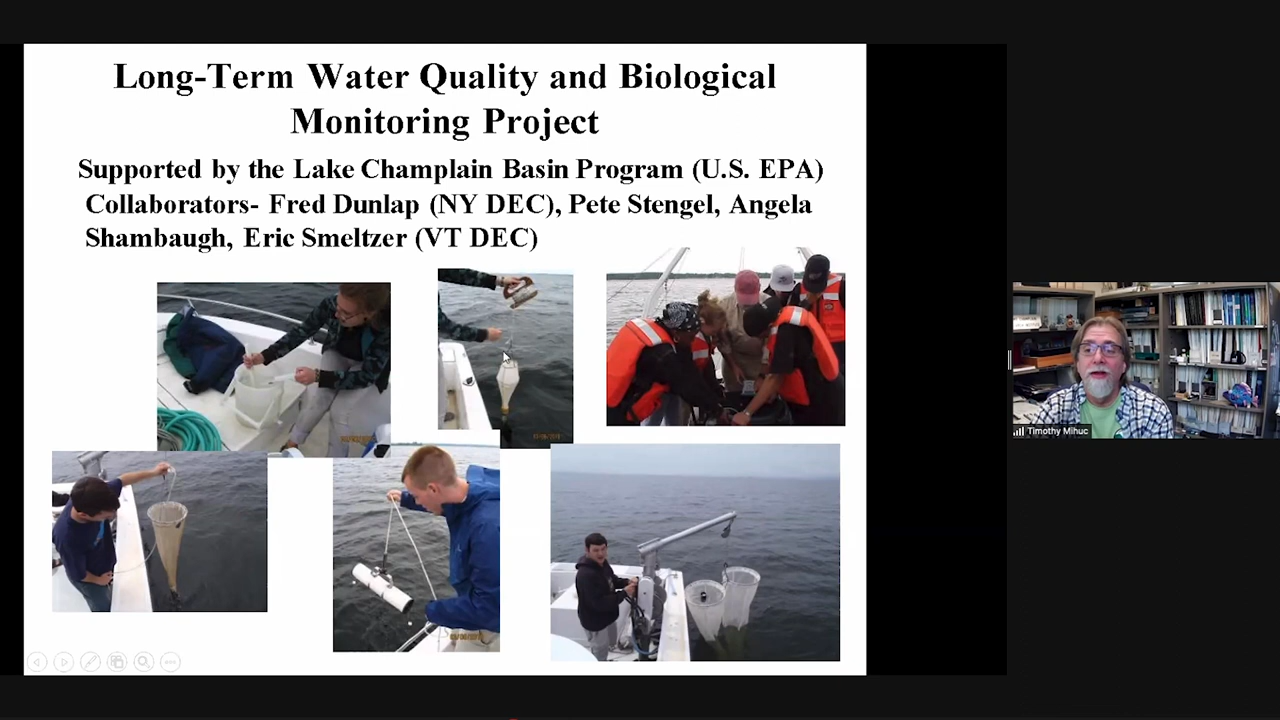 Long-Term Water Quality and Biological
Monitoring Project
Supported by the Lake Champlain Basin Program (U.S. EPA)
Collaborators- Fred Dunlap (NY DEC), Pete Stengel, Angela
Shambaugh, Eric Smeltzer (VT DEC)
Timothy Mihuc